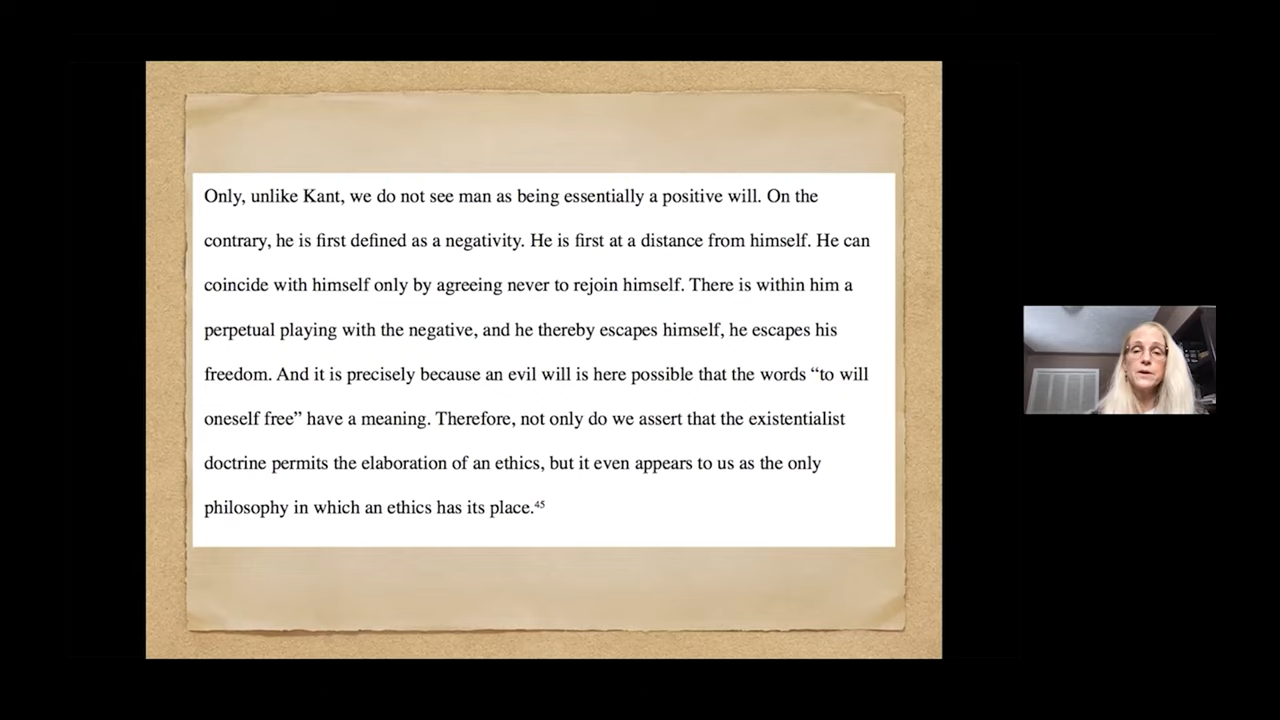 Only, unlike Kant, we do not see man as being essentially a positive will. On the
contrary, he is first defined as a negativity. He is first at a distance from himself. He can
coincide with himself only by agreeing never to rejoin himself. There is within him a
perpetual playing with the negative, and he thereby escapes himself, he escapes his
freedom. And it is precisely because an evil will is here possible that the words “to will
oneself free” have a meaning. Therefore, not only do we assert that the existentialist
doctrine permits the elaboration of an ethics, but it even appears to us as the only
philosophy in which an ethics has its place.⁴⁵